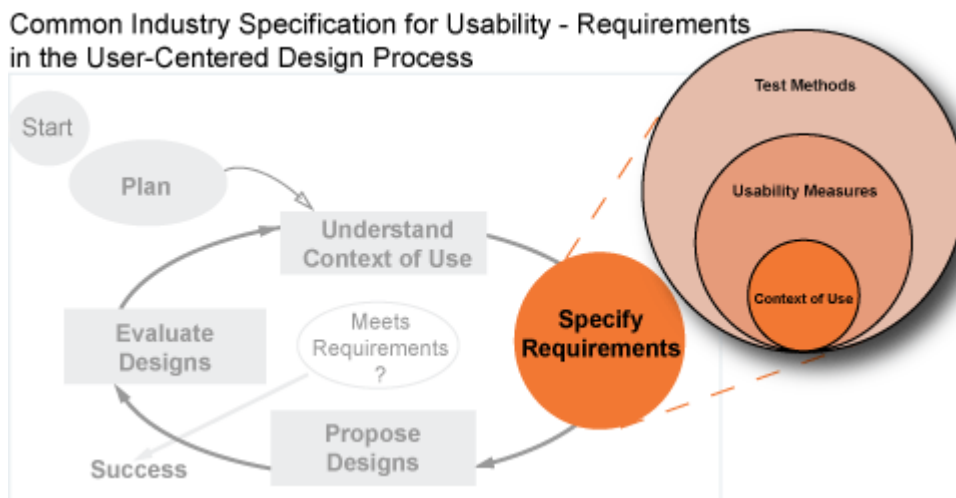 Common Industry Specification for Usability - Requirements
in the User-Centered Design Process
Start
Plan
Understand
Context of Use
Specify
Requirements
Propose
Designs
Evaluate
Designs
Meets
Requirements
?
Success
Test Methods
Usability Measures
Context of Use